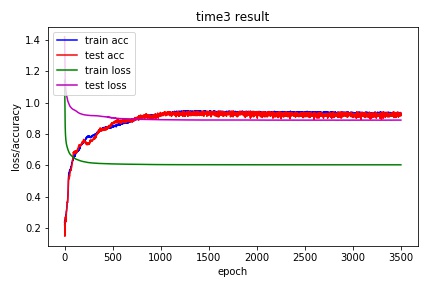 time3 result
train acc
test acc
train loss
test loss
1.4
1.2
1.0
0.8
0.6
0.4
0.2
loss/accuracy
0
500
1000
1500
2000
2500
3000
3500
epoch